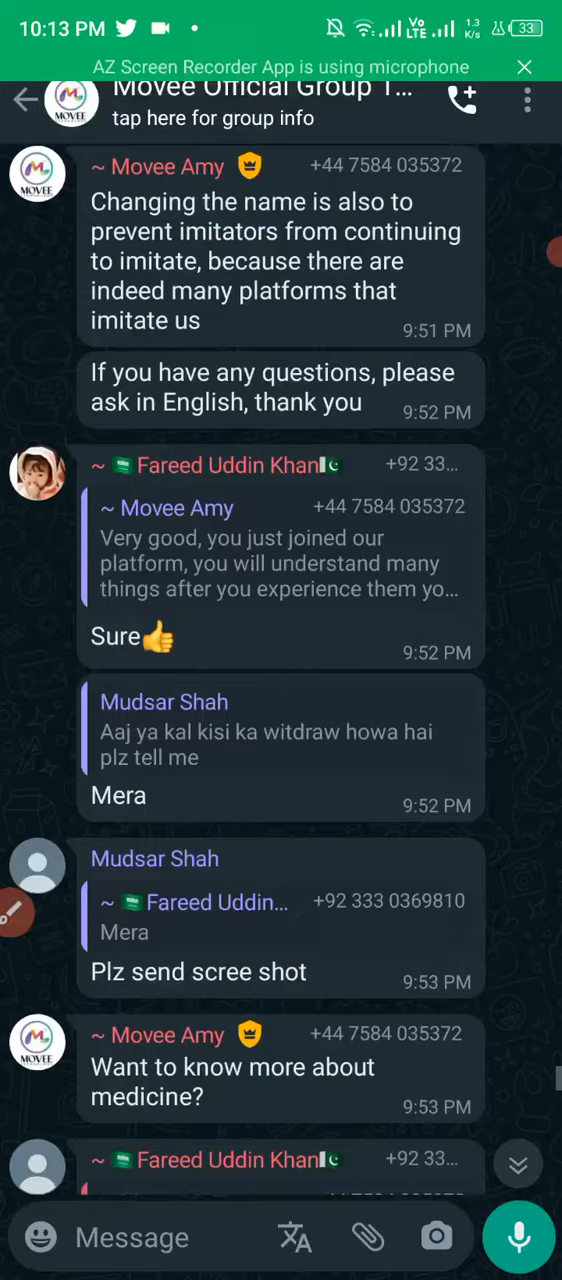 10:13 PM
Vo LTE
1.3 K/s
33
AZ Screen Recorder App is using microphone
Movee Official Group T...
tap here for group info
MOVEE
~ Movee Amy +44 7584 035372
Changing the name is also to
prevent imitators from continuing
to imitate, because there are
indeed many platforms that
imitate us
9:51 PM
If you have any questions, please
ask in English, thank you
9:52 PM
~ 🇸🇦 Fareed Uddin Khan🇵🇰 +92 33...
~ Movee Amy +44 7584 035372
Very good, you just joined our
platform, you will understand many
things after you experience them yo...
Sure👍
9:52 PM
Mudsar Shah
Aaj ya kal kisi ka witdraw howa hai
plz tell me
Mera
9:52 PM
Mudsar Shah
~ 🇸🇦 Fareed Uddin... +92 333 0369810
Mera
Plz send scree shot
9:53 PM
MOVEE
~ Movee Amy +44 7584 035372
Want to know more about
medicine?
9:53 PM
~ 🇸🇦 Fareed Uddin Khan🇵🇰 +92 33...
Message